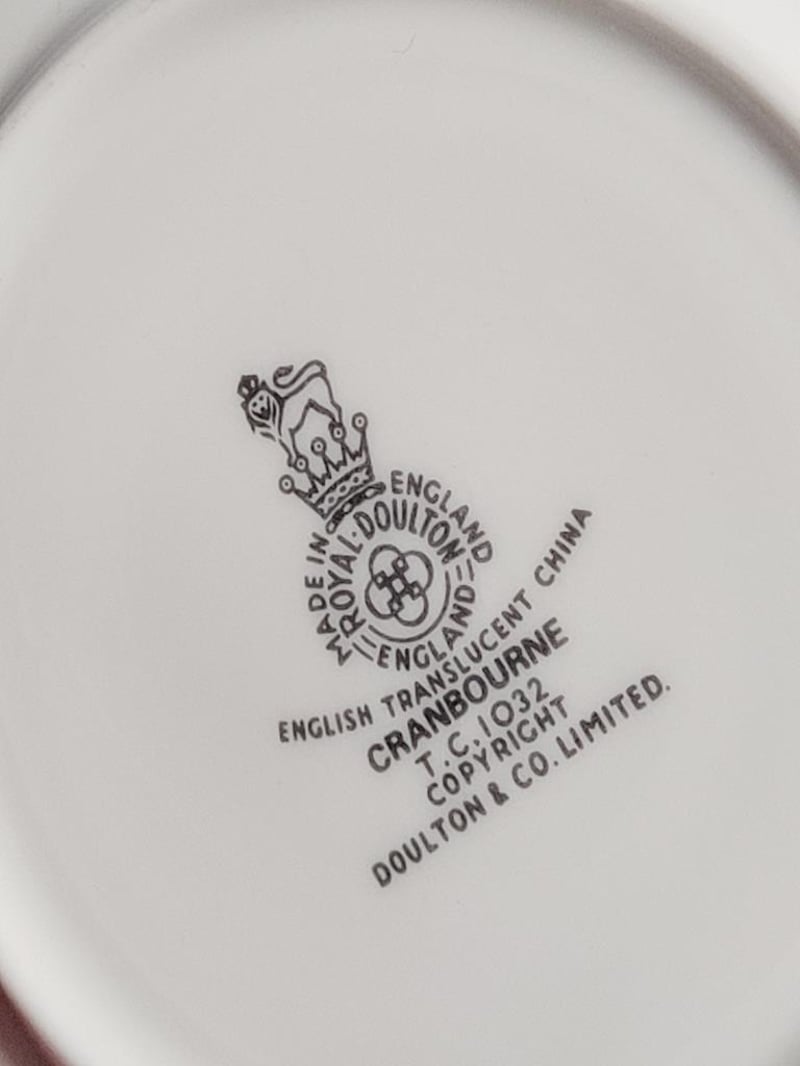 MADE IN ENGLAND
ROYAL·DOULTON
ENGLAND
ENGLISH TRANSLUCENT CHINA
CRANBOURNE
T.C.1032
COPYRIGHT
DOULTON & CO. LIMITED.